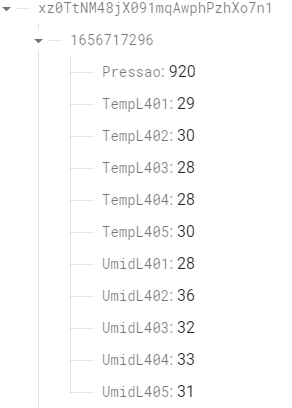 xz0TtNM48jX091mqAwphPzhXo7n1
1656717296
Pressao: 920
TempL401: 29
TempL402: 30
TempL403: 28
TempL404: 28
TempL405: 30
UmidL401: 28
UmidL402: 36
UmidL403: 32
UmidL404: 33
UmidL405: 31